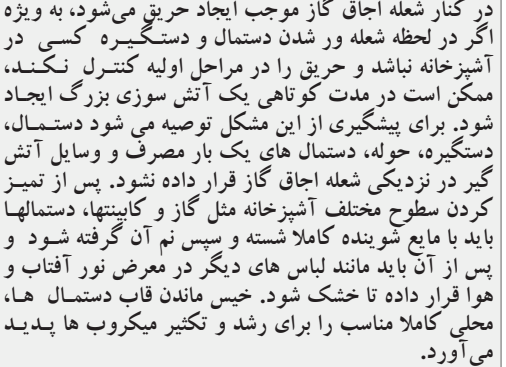 در کنار شعله اجاق گاز موجب ایجاد حریق می‌شود، به ویژه
اگر در لحظه شعله ور شدن دستمال و دستگیره کسی در
آشپزخانه نباشد و حریق را در مراحل اولیه کنترل نکند،
ممکن است در مدت کوتاهی یک آتش سوزی بزرگ ایجاد
شود. برای پیشگیری از این مشکل توصیه می شود دستمال،
دستگیره، حوله، دستمال های یک بار مصرف و وسایل آتش
گیر در نزدیکی شعله اجاق گاز قرار داده نشود. پس از تمیز
کردن سطوح مختلف آشپزخانه مثل گاز و کابینتها، دستمالها
باید با مایع شوینده کاملا شسته و سپس نم آن گرفته شود و
پس از آن باید مانند لباس های دیگر در معرض نور آفتاب و
هوا قرار داده تا خشک شود. خیس ماندن قاب دستمال ها،
محلی کاملا مناسب را برای رشد و تکثیر میکروب ها پدید
می‌آورد.